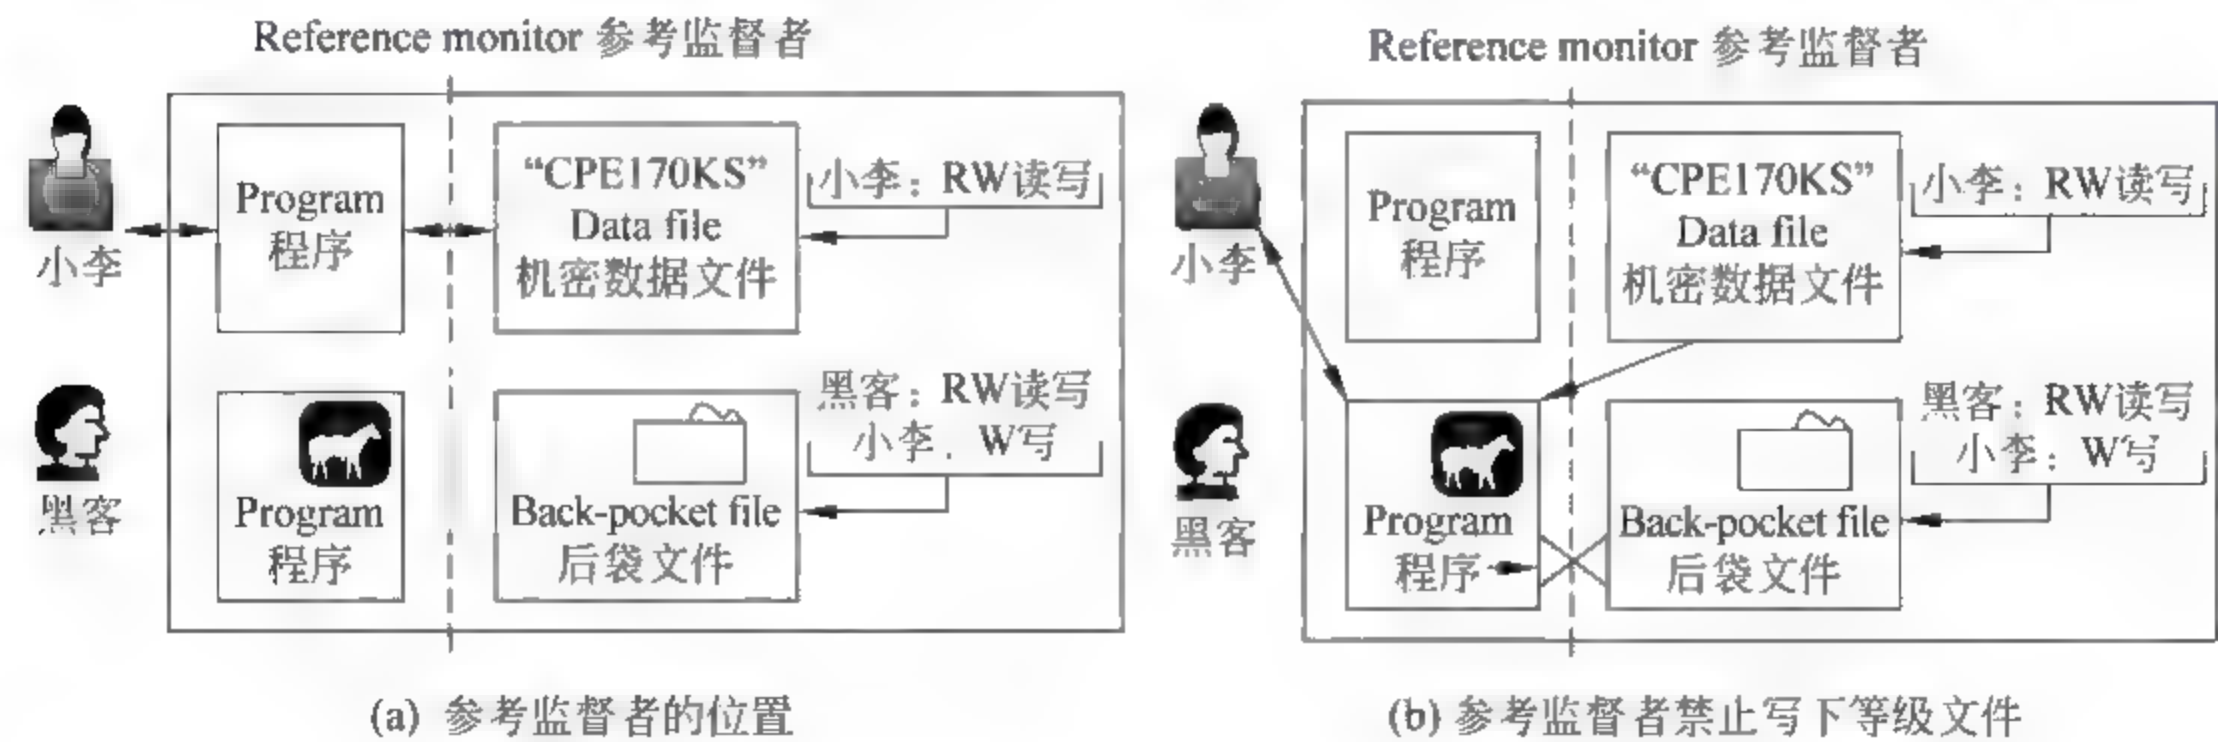 Reference monitor 参考监督者
小李
Program
程序
“CPE170KS”
Data file
机密数据文件
小李：RW读写
黑客
Program
程序
Back-pocket file
后袋文件
黑客：RW读写
小李．W写
(a) 参考监督者的位置
Reference monitor 参考监督者
小李
Program
程序
“CPE170KS”
Data file
机密数据文件
小李：RW读写
黑客
Program
程序
Back-pocket file
后袋文件
黑客：RW读写
小李：W写
(b) 参考监督者禁止写下等级文件